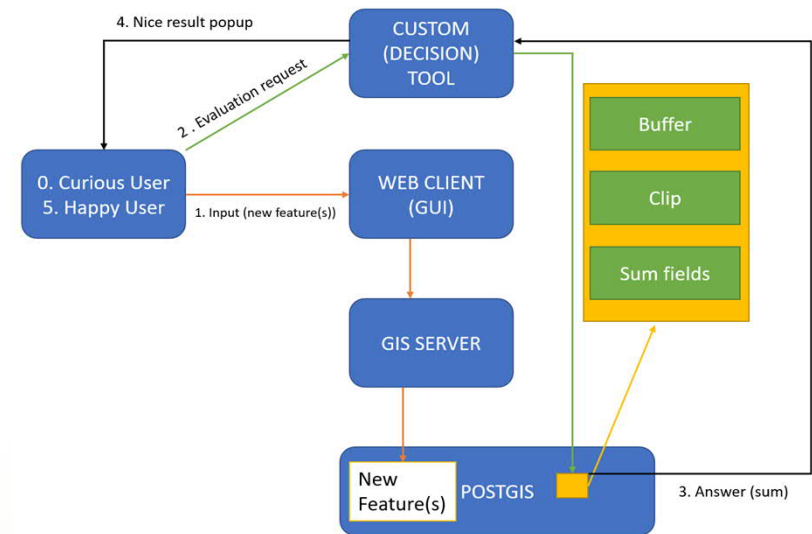 4. Nice result popup
CUSTOM
(DECISION)
TOOL
2 . Evaluation request
Buffer
0. Curious User
5. Happy User
1. Input (new feature(s))
WEB CLIENT
(GUI)
Clip
Sum fields
GIS SERVER
New
Feature(s)
POSTGIS
3. Answer (sum)